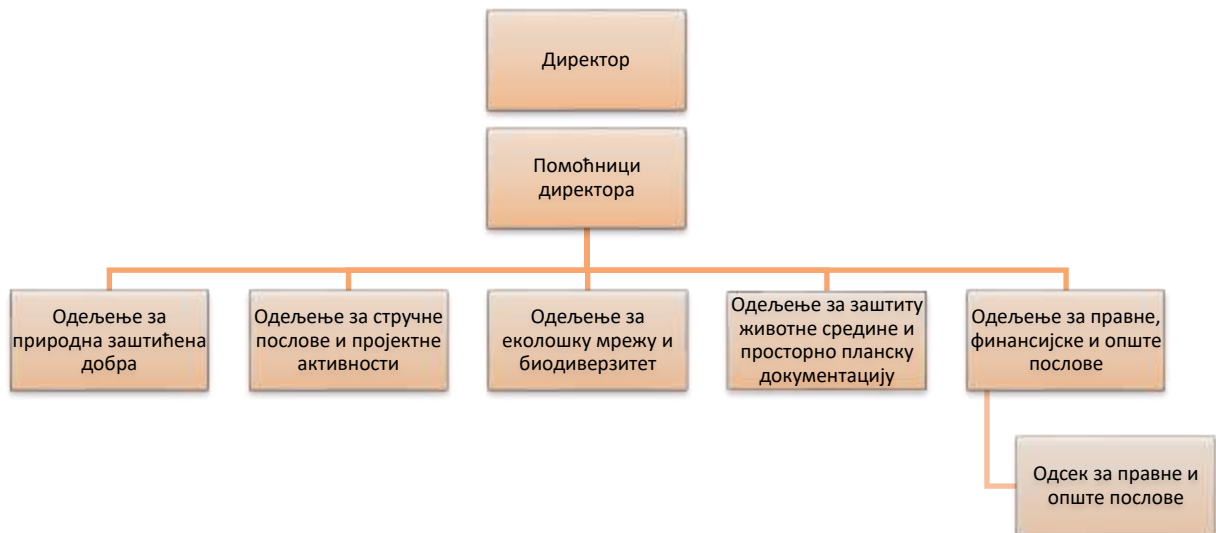 Директор
Помоћници
директора
Одељење за
природна заштићена
добра
Одељење за стручне
послове и пројектне
активности
Одељење за
еколошку мрежу и
биодиверзитет
Одељење за заштиту
животне средине и
просторно планску
документацију
Одељење за правне,
финансијске и опште
послове
Одсек за правне и
опште послове